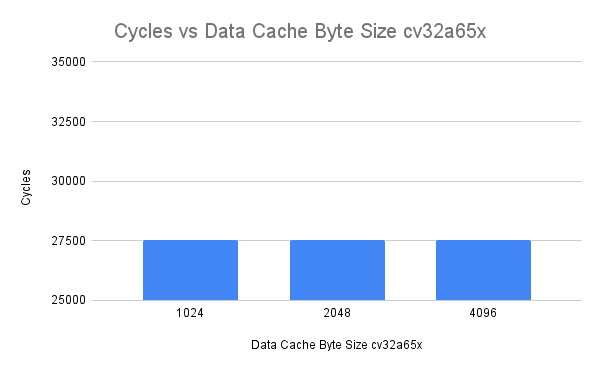 Cycles vs Data Cache Byte Size cv32a65x
35000
32500
30000
27500
25000
Cycles
1024 2048 4096
Data Cache Byte Size cv32a65x